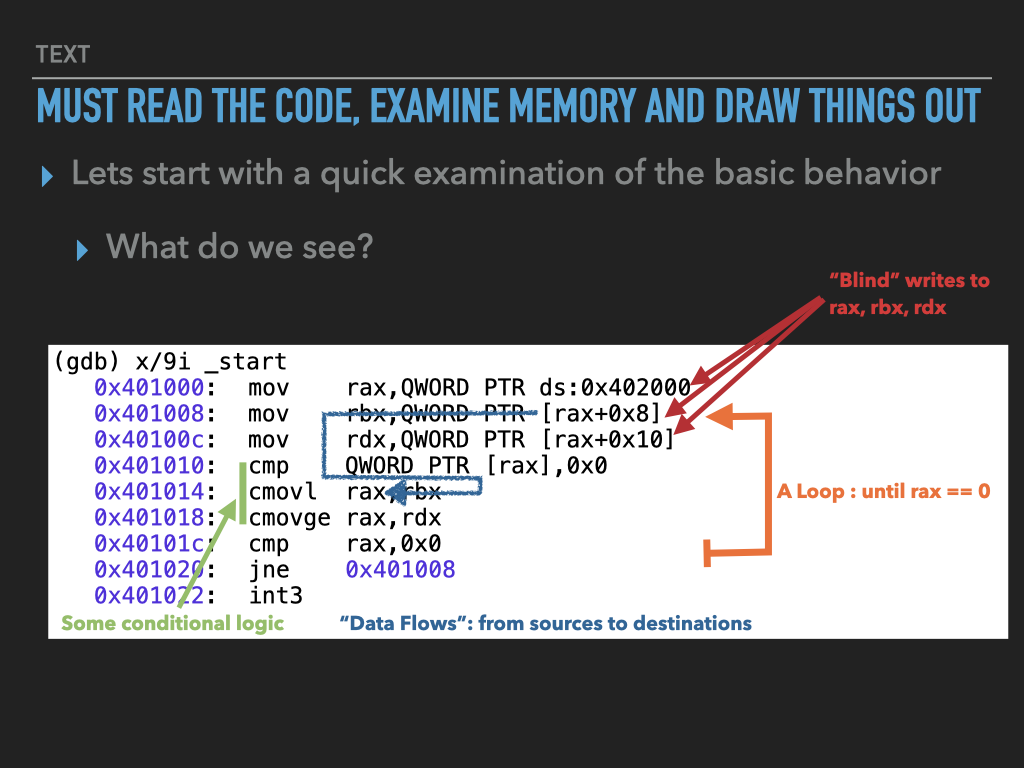 TEXT
MUST READ THE CODE, EXAMINE MEMORY AND DRAW THINGS OUT
Lets start with a quick examination of the basic behavior
What do we see?
“Blind” writes to
rax, rbx, rdx
(gdb) x/9i _start
0x401000: mov rax,QWORD PTR ds:0x402000
0x401008: mov rbx,QWORD PTR [rax+0x8]
0x40100c: mov rdx,QWORD PTR [rax+0x10]
0x401010: cmp QWORD PTR [rax],0x0
0x401014: cmovl rax,rbx
0x401018: cmovge rax,rdx
0x40101c: cmp rax,0x0
0x401020: jne 0x401008
0x401022: int3
A Loop : until rax == 0
Some conditional logic
“Data Flows”: from sources to destinations